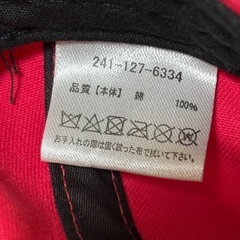 241-127-6334
品質【本体】 綿 100%
お手入れの際は固く絞った布で拭いて下さい。